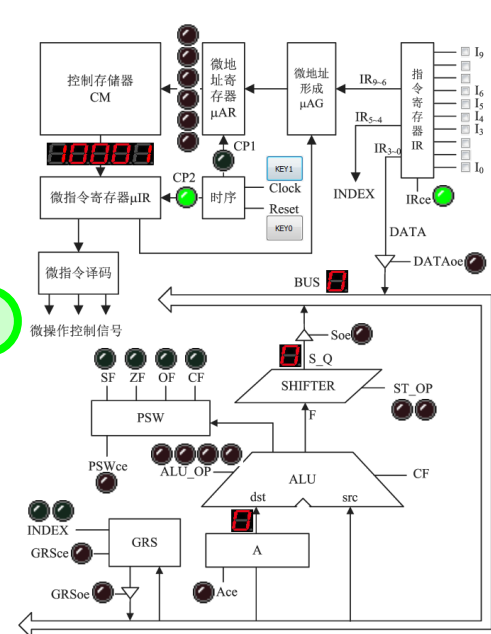 控制存储器
CM
微地
址寄
存器
μAR
微地址
形成
μAG
IR9~6
指
令
寄
存
器
IR
I9
I6
I5
I4
I3
I0
IR5~4
IR3~0
CP1
CP2
KEY1
Clock
微指令寄存器μIR
时序
Reset
KEY0
INDEX
IRce
DATA
微指令译码
DATAoe
BUS
微操作控制信号
Soe
S_Q
SF
ZF
OF
CF
SHIFTER
ST_OP
PSW
F
PSWce
ALU_OP
ALU
CF
dst
src
INDEX
GRS
A
GRSce
GRSoe
Ace